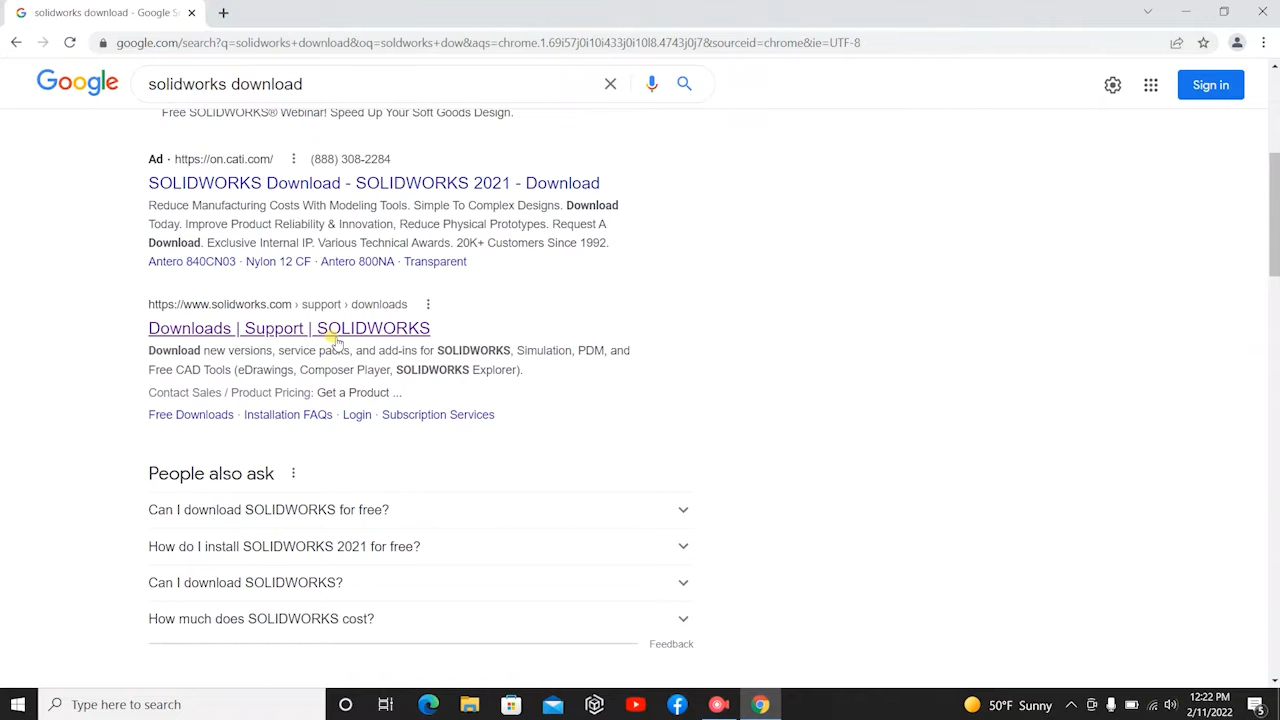 solidworks download - Google Se
google.com/search?q=solidworks+download&oq=soldworks+dow&aqs=chrome.1.69i57j0i10i433j0i10l8.4743j0j7&sourceid=chrome&ie=UTF-8
Google
solidworks download
Sign in
Free SOLIDWORKS® Webinar! Speed Up Your Soft Goods Design.
Ad · https://on.cati.com/ (888) 308-2284
SOLIDWORKS Download - SOLIDWORKS 2021 - Download
Reduce Manufacturing Costs With Modeling Tools. Simple To Complex Designs. Download
Today. Improve Product Reliability & Innovation, Reduce Physical Prototypes. Request A
Download. Exclusive Internal IP. Various Technical Awards. 20K+ Customers Since 1992.
Antero 840CN03 · Nylon 12 CF · Antero 800NA · Transparent
https://www.solidworks.com › support › downloads
Downloads | Support | SOLIDWORKS
Download new versions, service packs, and add-ins for SOLIDWORKS, Simulation, PDM, and
Free CAD Tools (eDrawings, Composer Player, SOLIDWORKS Explorer).
Contact Sales / Product Pricing: Get a Product ...
Free Downloads · Installation FAQs · Login · Subscription Services
People also ask
Can I download SOLIDWORKS for free?
How do I install SOLIDWORKS 2021 for free?
Can I download SOLIDWORKS?
How much does SOLIDWORKS cost?
Feedback
Type here to search
50°F Sunny
12:22 PM
2/11/2022
5